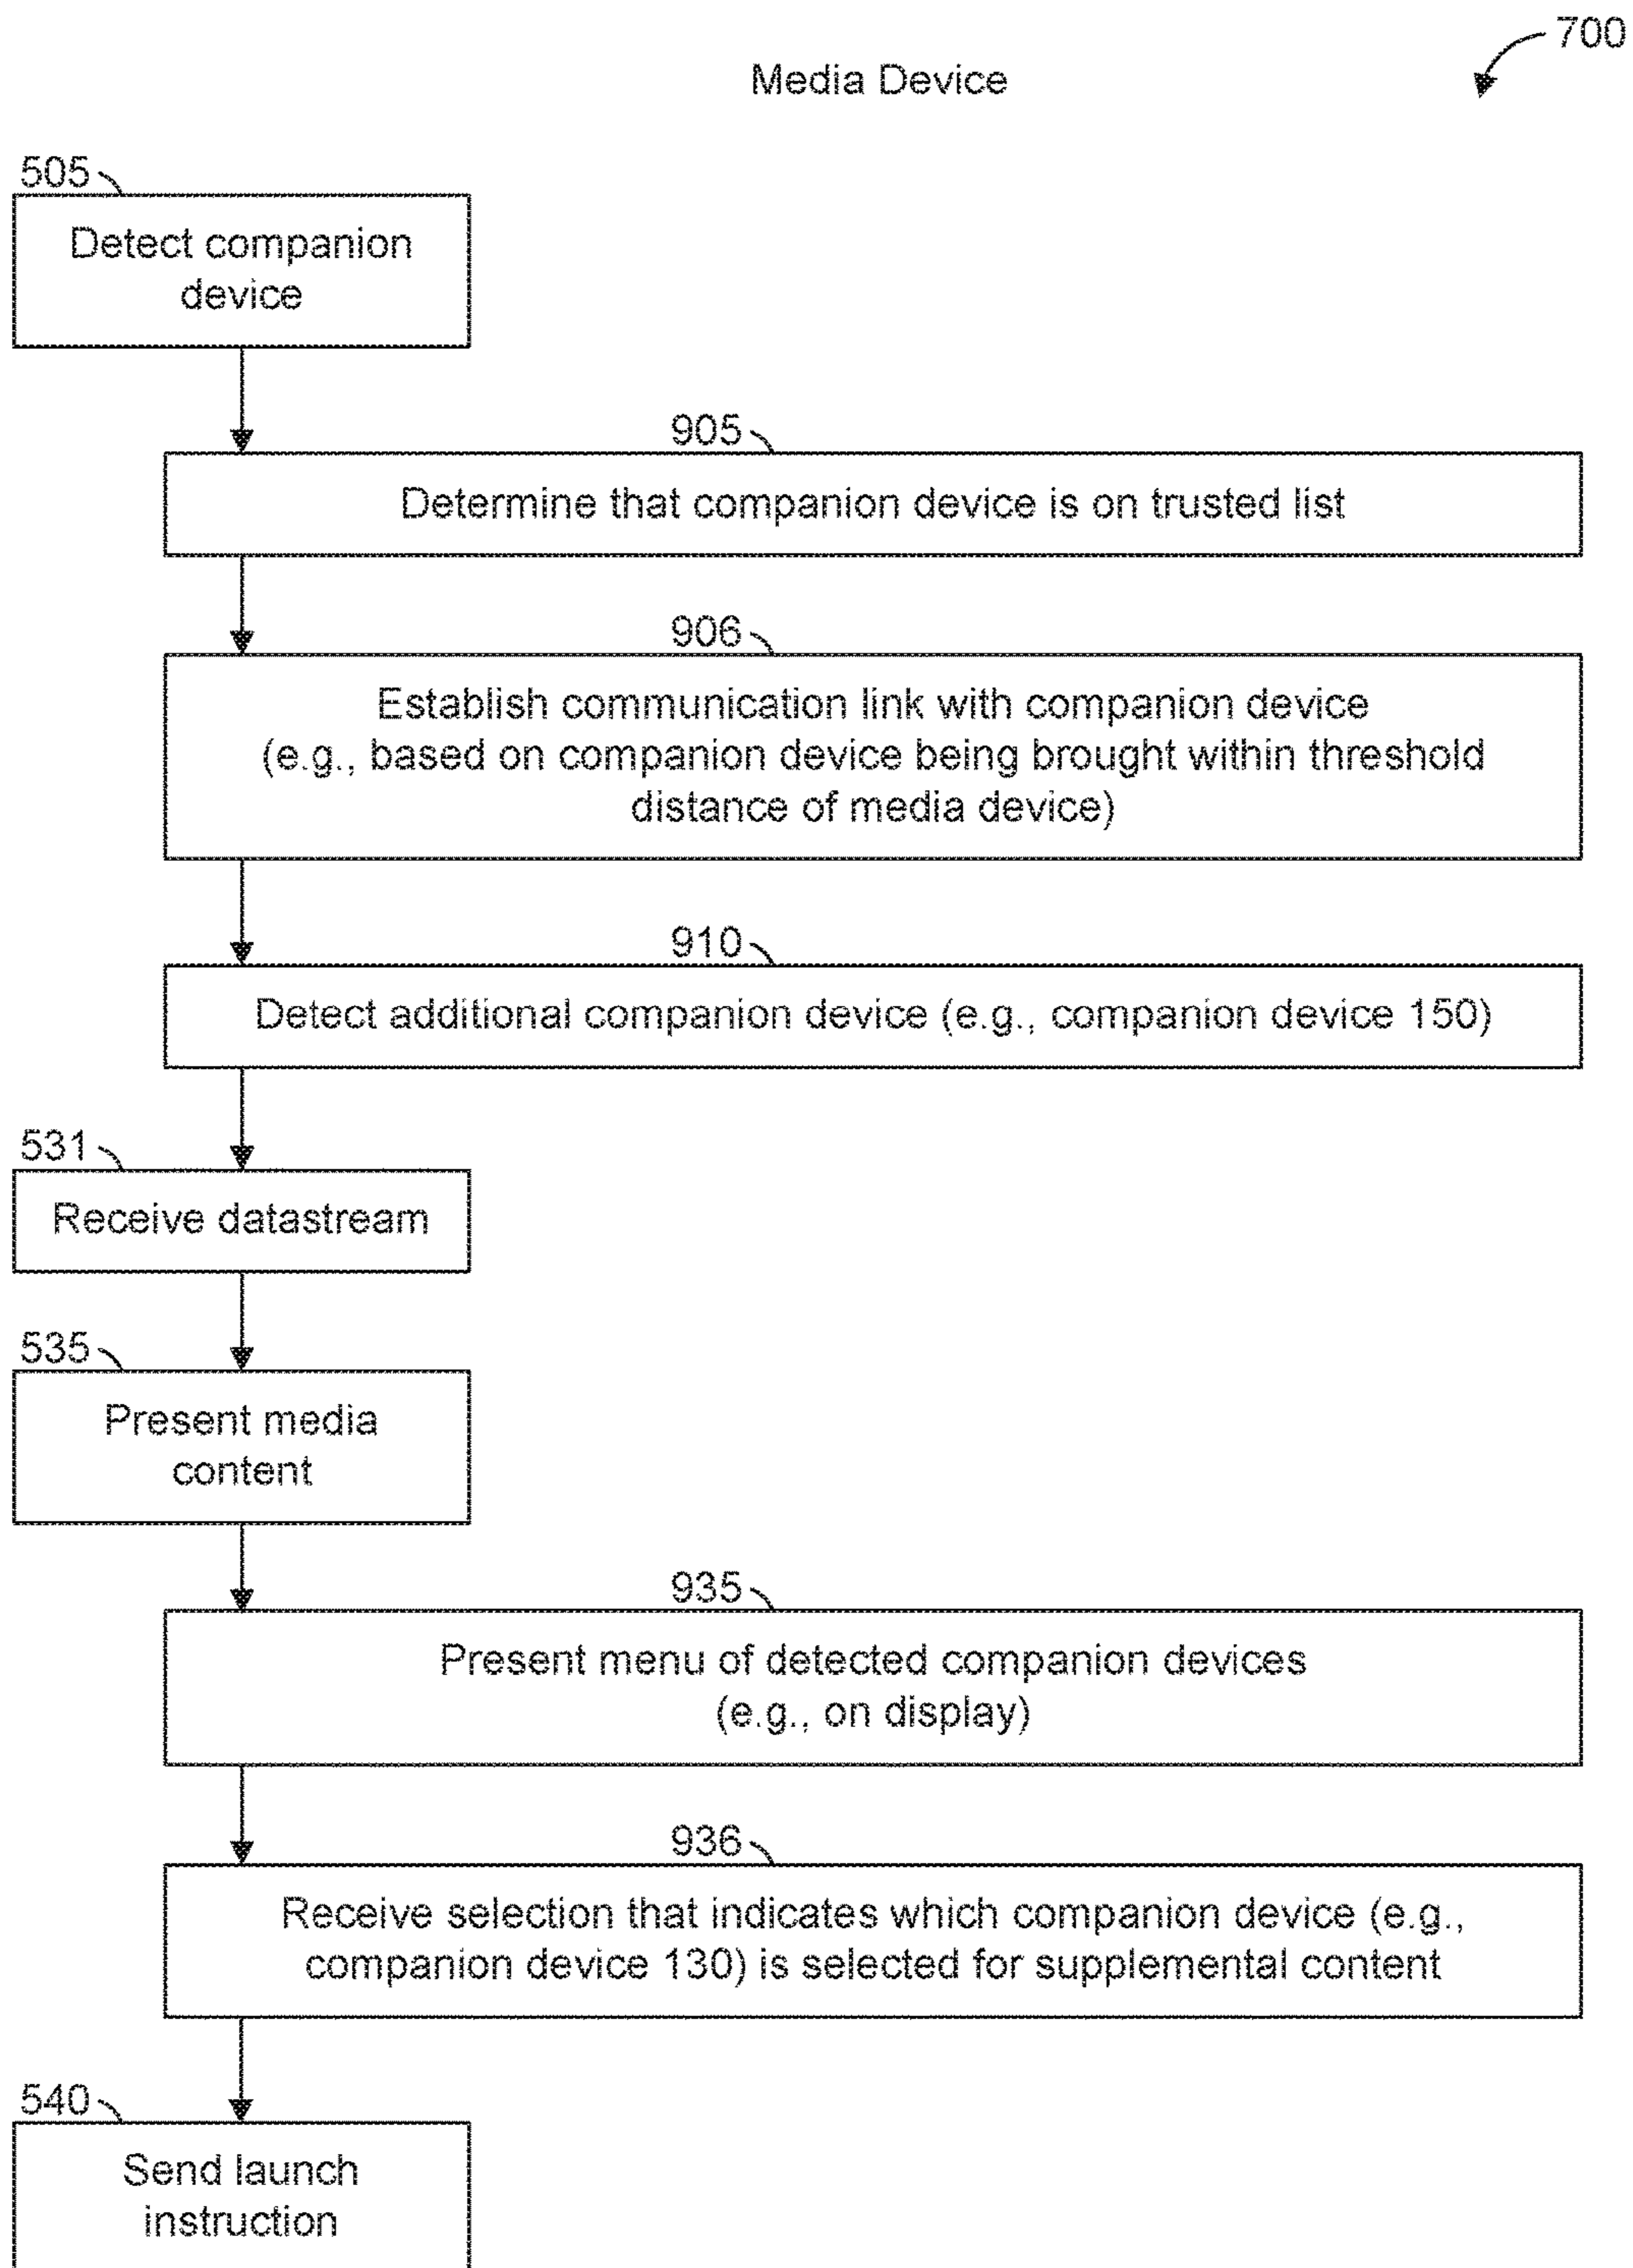 700
Media Device
505
Detect companion
device
905
Determine that companion device is on trusted list
906
Establish communication link with companion device
(e.g., based on companion device being brought within threshold
distance of media device)
910
Detect additional companion device (e.g., companion device 150)
531
Receive datastream
535
Present media
content
935
Present menu of detected companion devices
(e.g., on display)
936
Receive selection that indicates which companion device (e.g.,
companion device 130) is selected for supplemental content
540
Send launch
instruction